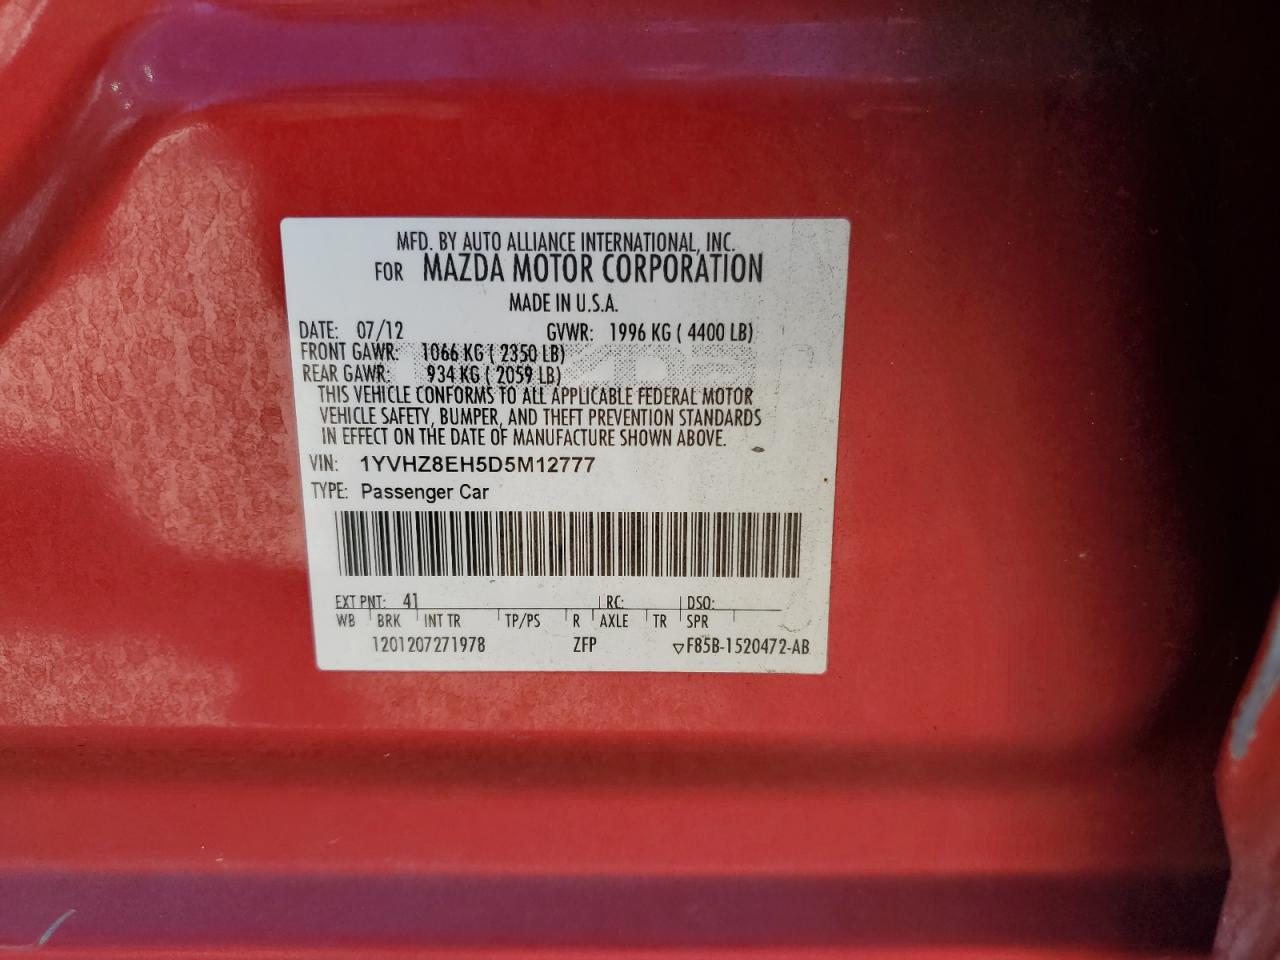 MFD. BY AUTO ALLIANCE INTERNATIONAL, INC.
FOR MAZDA MOTOR CORPORATION
MADE IN U.S.A.
DATE: 07/12 GVWR: 1996 KG ( 4400 LB)
FRONT GAWR: 1066 KG ( 2350 LB)
REAR GAWR: 934 KG ( 2059 LB)
THIS VEHICLE CONFORMS TO ALL APPLICABLE FEDERAL MOTOR
VEHICLE SAFETY, BUMPER, AND THEFT PREVENTION STANDARDS
IN EFFECT ON THE DATE OF MANUFACTURE SHOWN ABOVE.
VIN: 1YVHZ8EH5D5M12777
TYPE: Passenger Car
EXT PNT: 41 RC: DSO:
WB BRK INT TR TP/PS R AXLE TR SPR
1201207271978 ZFP ▽F85B-1520472-AB